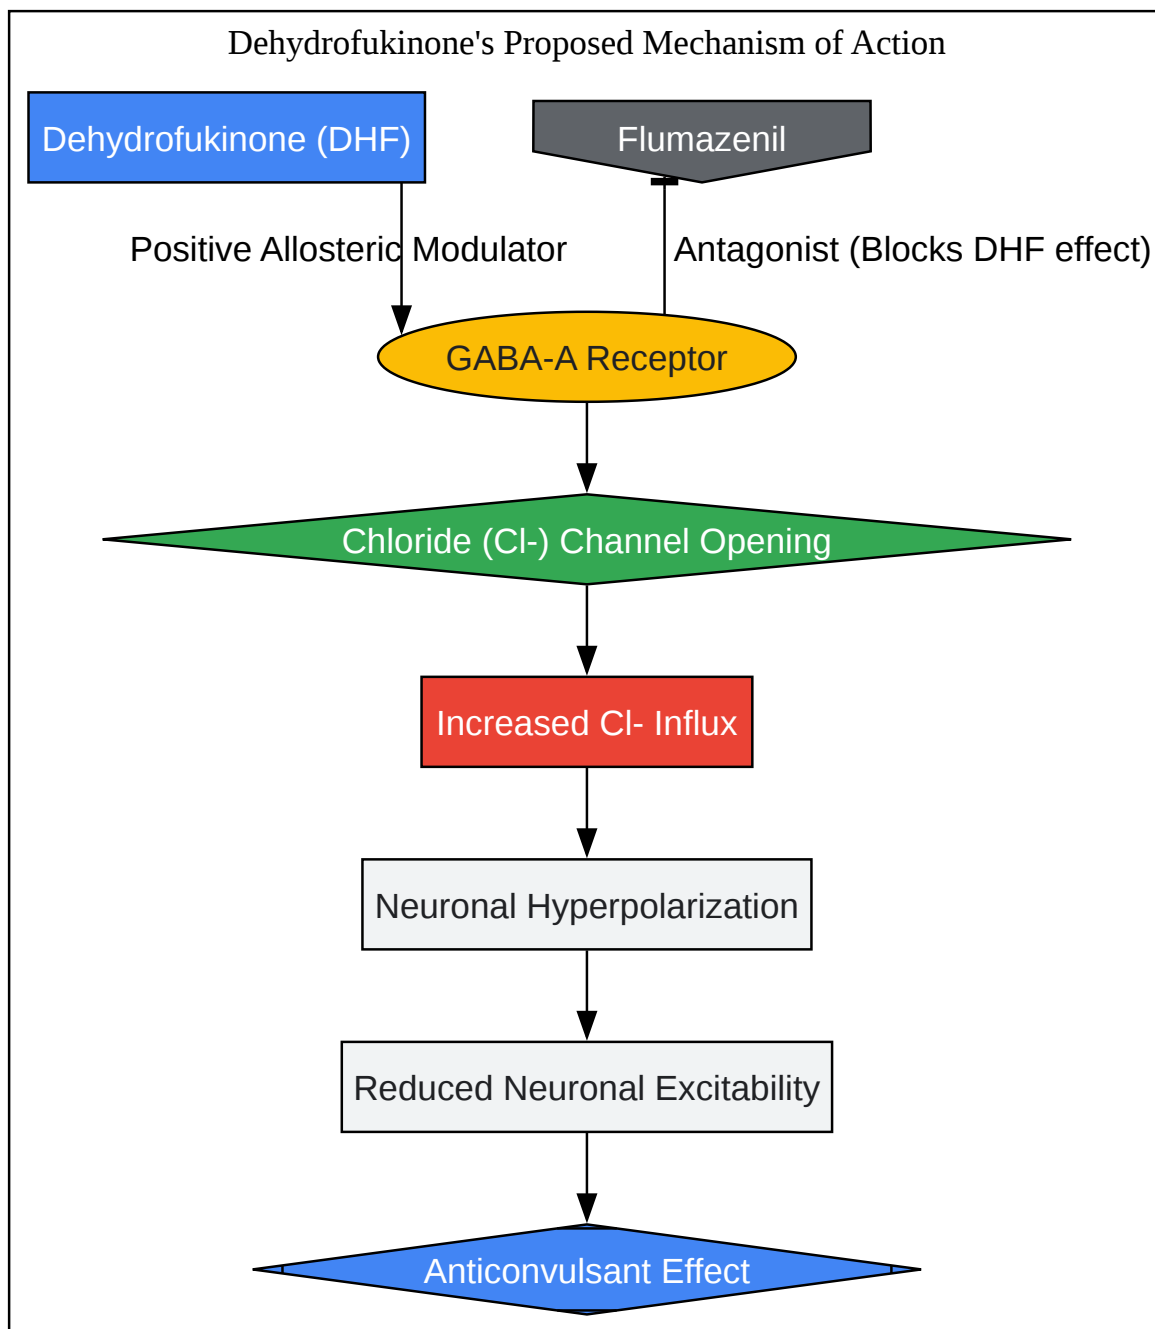 Dehydrofukinone's Proposed Mechanism of Action
Dehydrofukinone (DHF)
Flumazenil
Positive Allosteric Modulator
Antagonist (Blocks DHF effect)
GABA-A Receptor
Chloride (Cl-) Channel Opening
Increased Cl- Influx
Neuronal Hyperpolarization
Reduced Neuronal Excitability
Anticonvulsant Effect